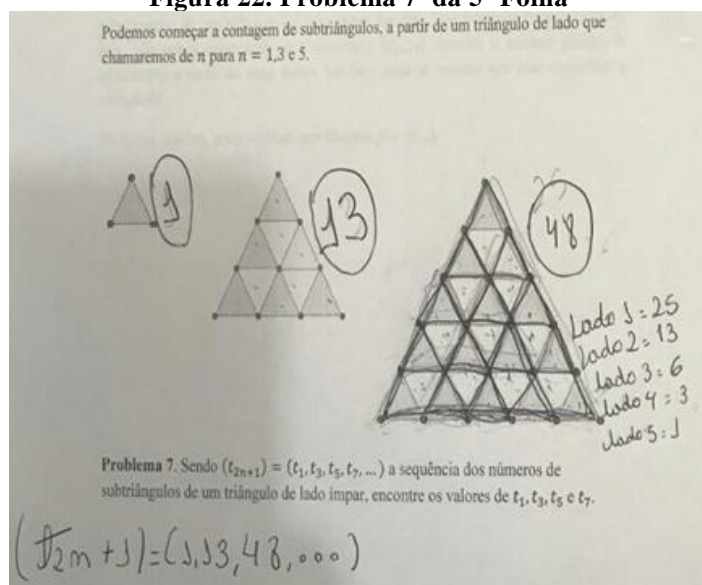 Figura 22: Problema 7 da 5ª Folha
Podemos começar a contagem de subtriângulos, a partir de um triângulo de lado que
chamaremos de n para n = 1,3 e 5.
1
13
48
Lado 1 = 25
Lado 2 = 13
Lado 3 = 6
Lado 4 = 3
Lado 5 = 1
Problema 7. Sendo (t₂ₙ₊₁) = (t₁, t₃, t₅, t₇, ...) a sequência dos números de
subtriângulos de um triângulo de lado ímpar, encontre os valores de t₁, t₃, t₅ e t₇.
(T₂n + 1) = (1, 13, 48, ...)